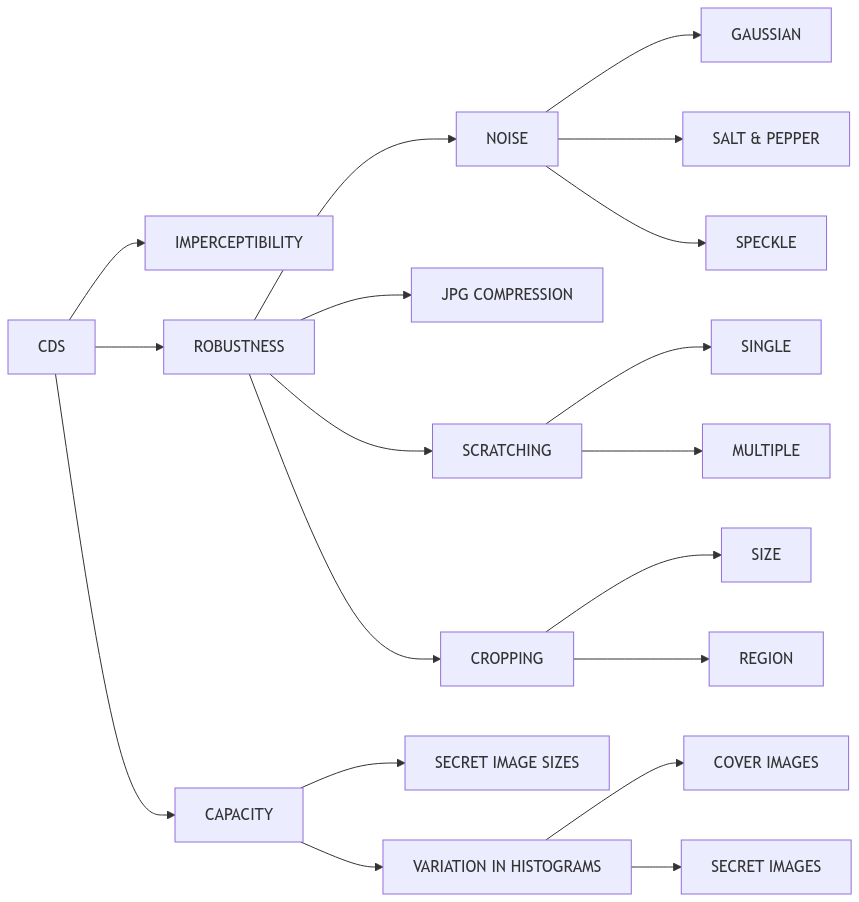 GAUSSIAN
NOISE
SALT & PEPPER
IMPERCEPTIBILITY
SPECKLE
JPG COMPRESSION
CDS
ROBUSTNESS
SINGLE
SCRATCHING
MULTIPLE
SIZE
CROPPING
REGION
SECRET IMAGE SIZES
COVER IMAGES
CAPACITY
VARIATION IN HISTOGRAMS
SECRET IMAGES